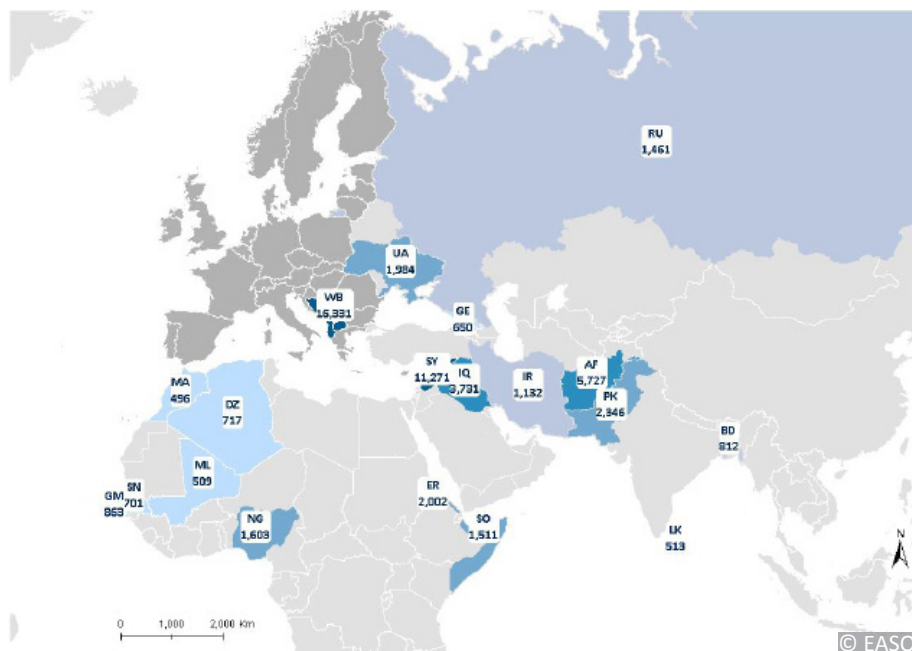 RU
1,461
UA
1,984
WB
16,331
GE
650
SY
11,271
IQ
3,731
IR
1,132
AF
5,727
PK
2,346
MA
496
DZ
717
BD
812
ML
509
SN
701
GM
863
ER
2,002
NG
1,603
SO
1,511
LK
513
N
0 1,000 2,000 km
© EASO